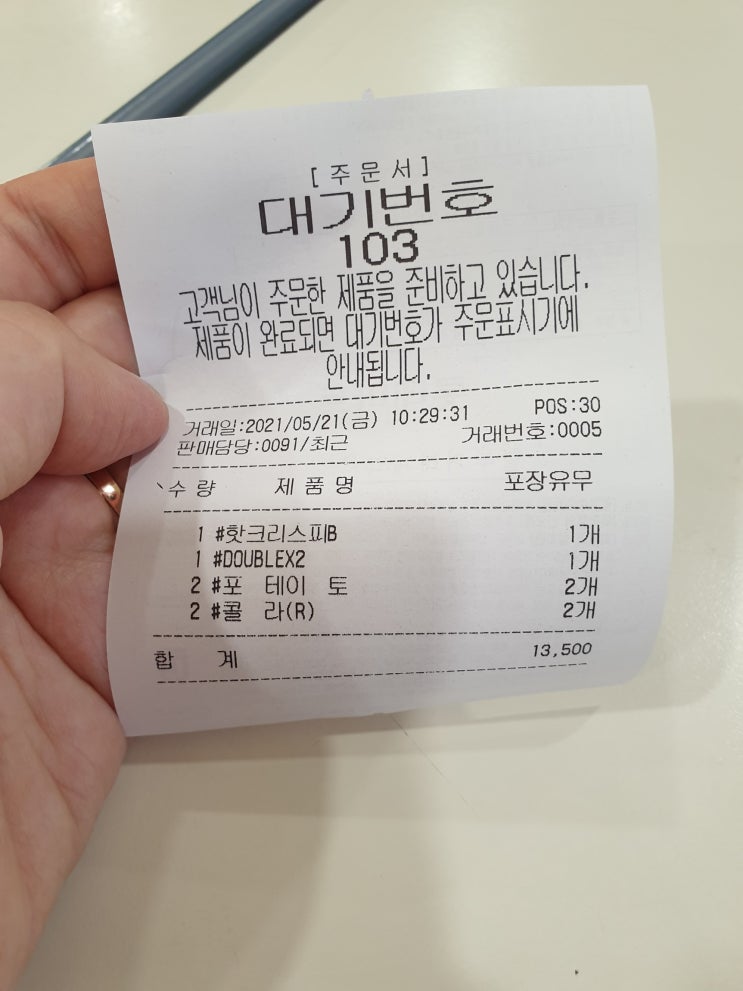 [주문서]
대기번호
103
고객님이 주문한 제품을 준비하고 있습니다.
제품이 완료되면 대기번호가 주문표시기에
안내됩니다.
거래일:2021/05/21(금) 10:29:31 POS:30
판매담당:0091/최근 거래번호:0005
수 량 제 품 명 포장유무
1 #핫크리스피B 1개
1 #DOUBLEX2 1개
2 #포 테이 토 2개
2 #콜 라(R) 2개
합 계 13,500